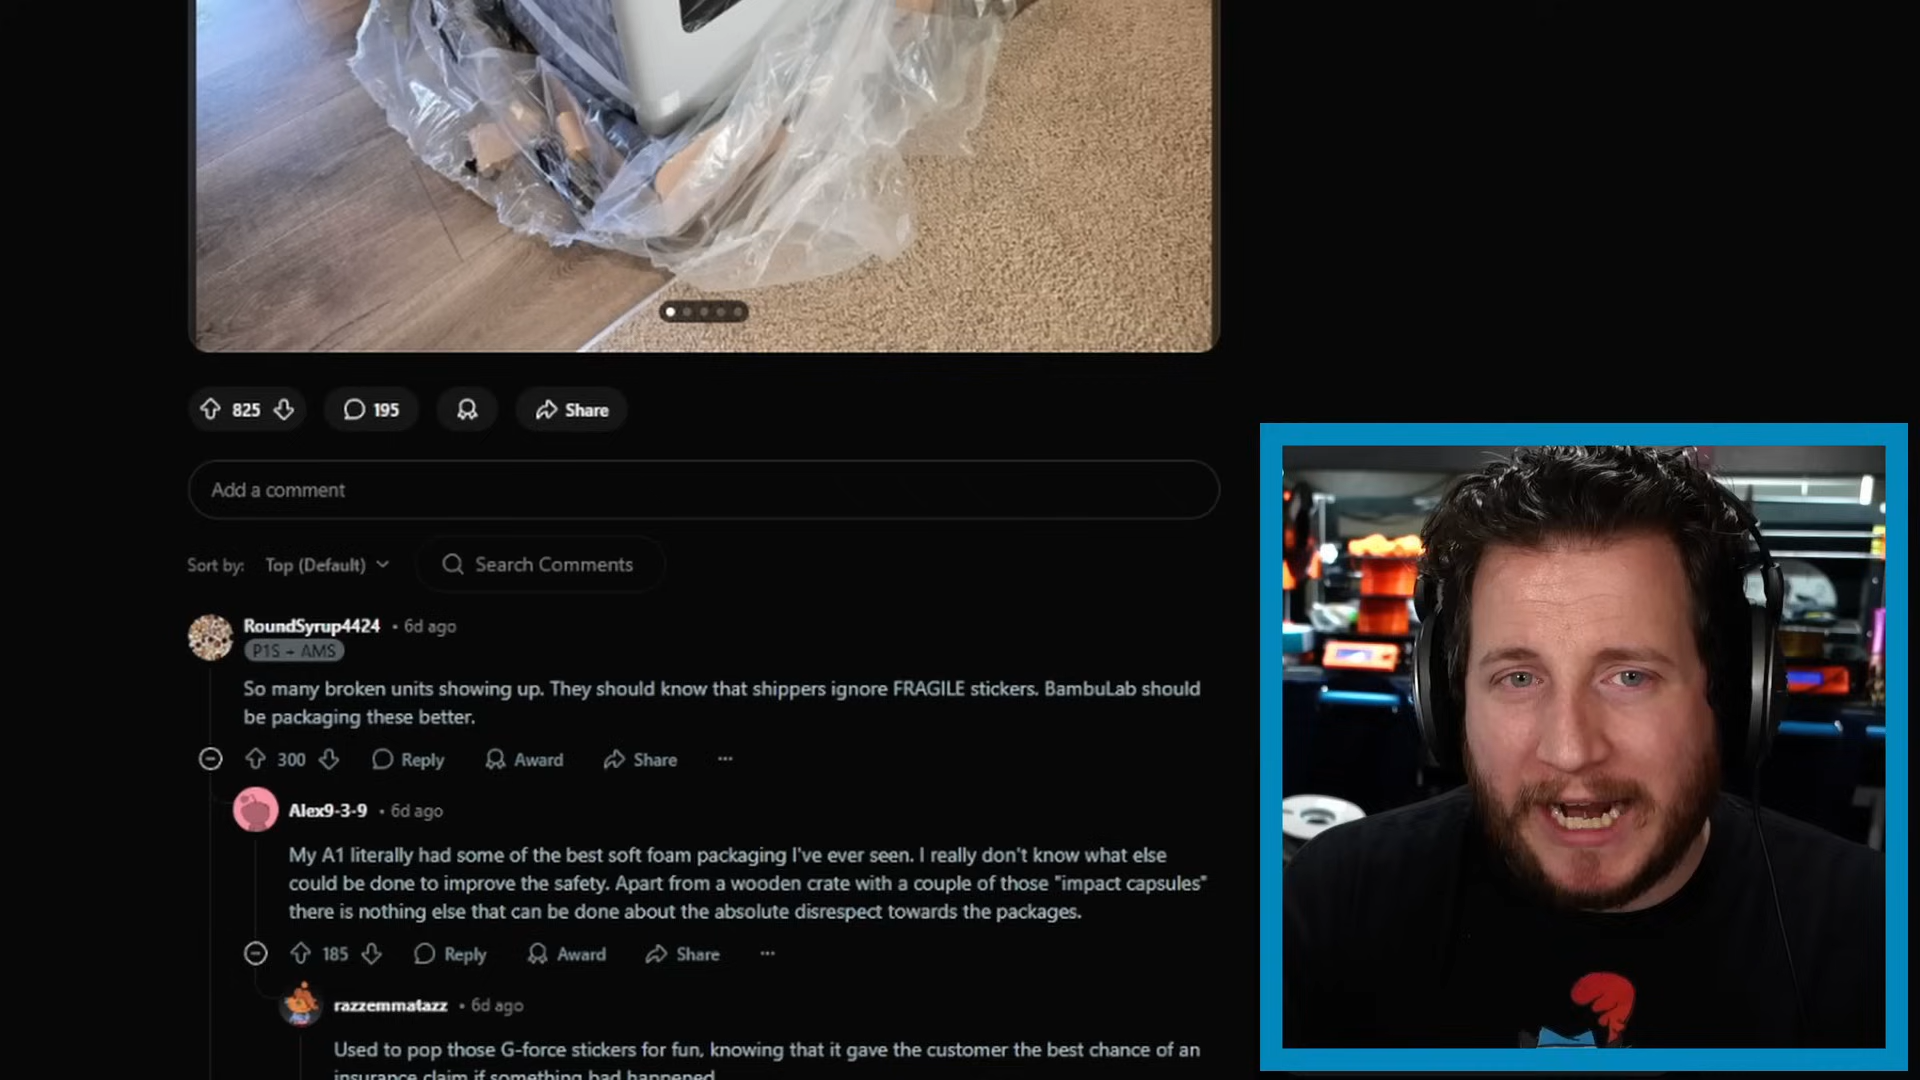 825
195
Share
Add a comment
Sort by: Top (Default)
Search Comments
RoundSyrup4424 • 6d ago
P1S + AMS
So many broken units showing up. They should know that shippers ignore FRAGILE stickers. BambuLab should
be packaging these better.
300 Reply Award Share ...
Alex9-3-9 • 6d ago
My A1 literally had some of the best soft foam packaging I've ever seen. I really don't know what else
could be done to improve the safety. Apart from a wooden crate with a couple of those "impact capsules"
there is nothing else that can be done about the absolute disrespect towards the packages.
185 Reply Award Share ...
razzemmatazz • 6d ago
Used to pop those G-force stickers for fun, knowing that it gave the customer the best chance of an
insurance claim if something bad happened